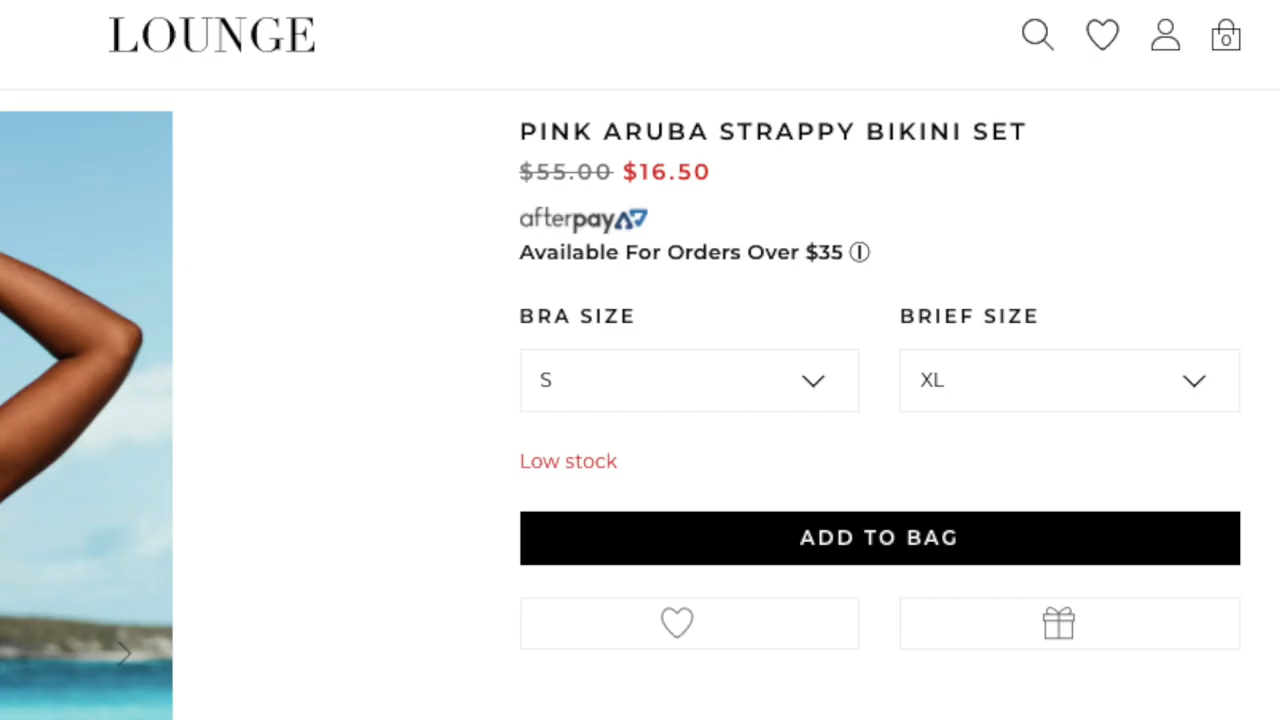 LOUNGE
0
PINK ARUBA STRAPPY BIKINI SET
$55.00 $16.50
afterpay
Available For Orders Over $35
BRA SIZE
BRIEF SIZE
S
XL
Low stock
ADD TO BAG